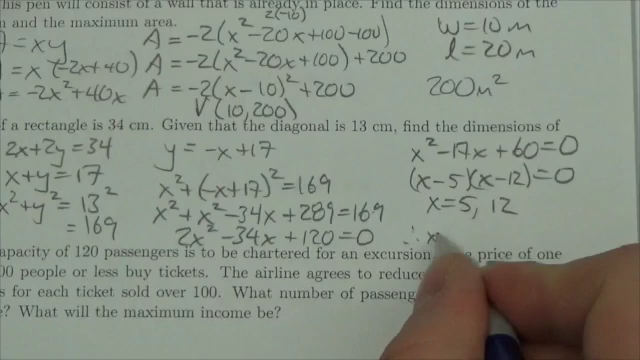 his pen will consist of a wall that is already in place. Find the dimensions of
n and the maximum area.
2(-10)
= xy
= x(-2x+40)
= -2x²+40x
A = -2(x²-20x+100-100)
A = -2(x²-20x+100)+200
A = -2(x-10)²+200
V(10,200)
w=10m
l=20m
200m²
of a rectangle is 34 cm. Given that the diagonal is 13 cm, find the dimensions of
2x+2y=34
x+y=17
x²+y²=13²
=169
y=-x+17
x²+(-x+17)²=169
x²+x²-34x+289=169
2x²-34x+120=0
x²-17x+60=0
(x-5)(x-12)=0
x=5, 12
∴x
capacity of 120 passengers is to be chartered for an excursion price of one
00 people or less buy tickets. The airline agrees to reduce
s for each ticket sold over 100. What number of passeng
e? What will the maximum income be?